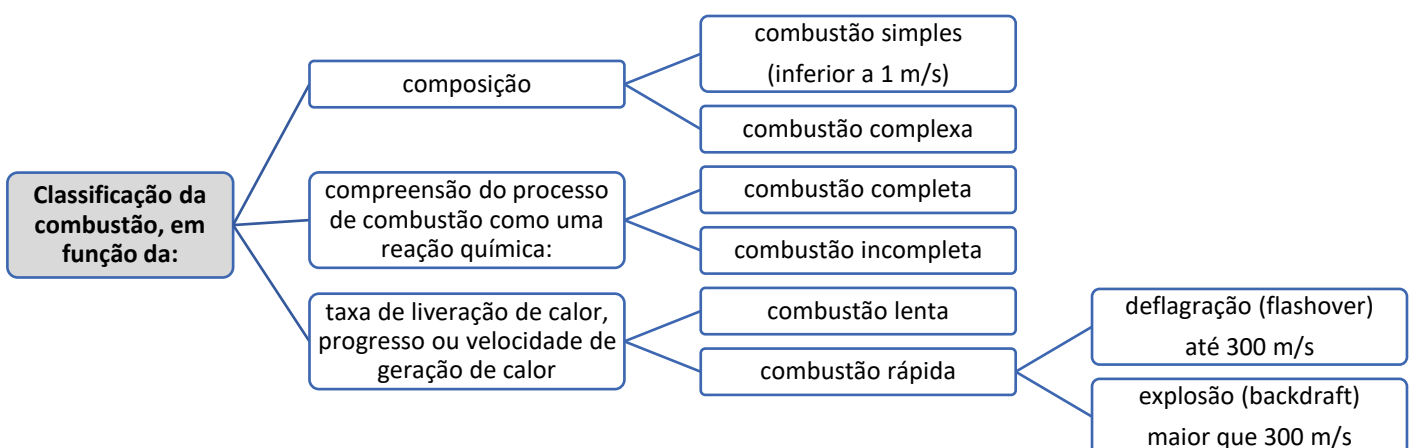 Classificação da
combustão, em
função da:
composição
combustão simples
(inferior a 1 m/s)
combustão complexa
compreensão do processo
de combustão como uma
reação química:
combustão completa
combustão incompleta
taxa de liveração de calor,
progresso ou velocidade de
geração de calor
combustão lenta
combustão rápida
deflagração (flashover)
até 300 m/s
explosão (backdraft)
maior que 300 m/s